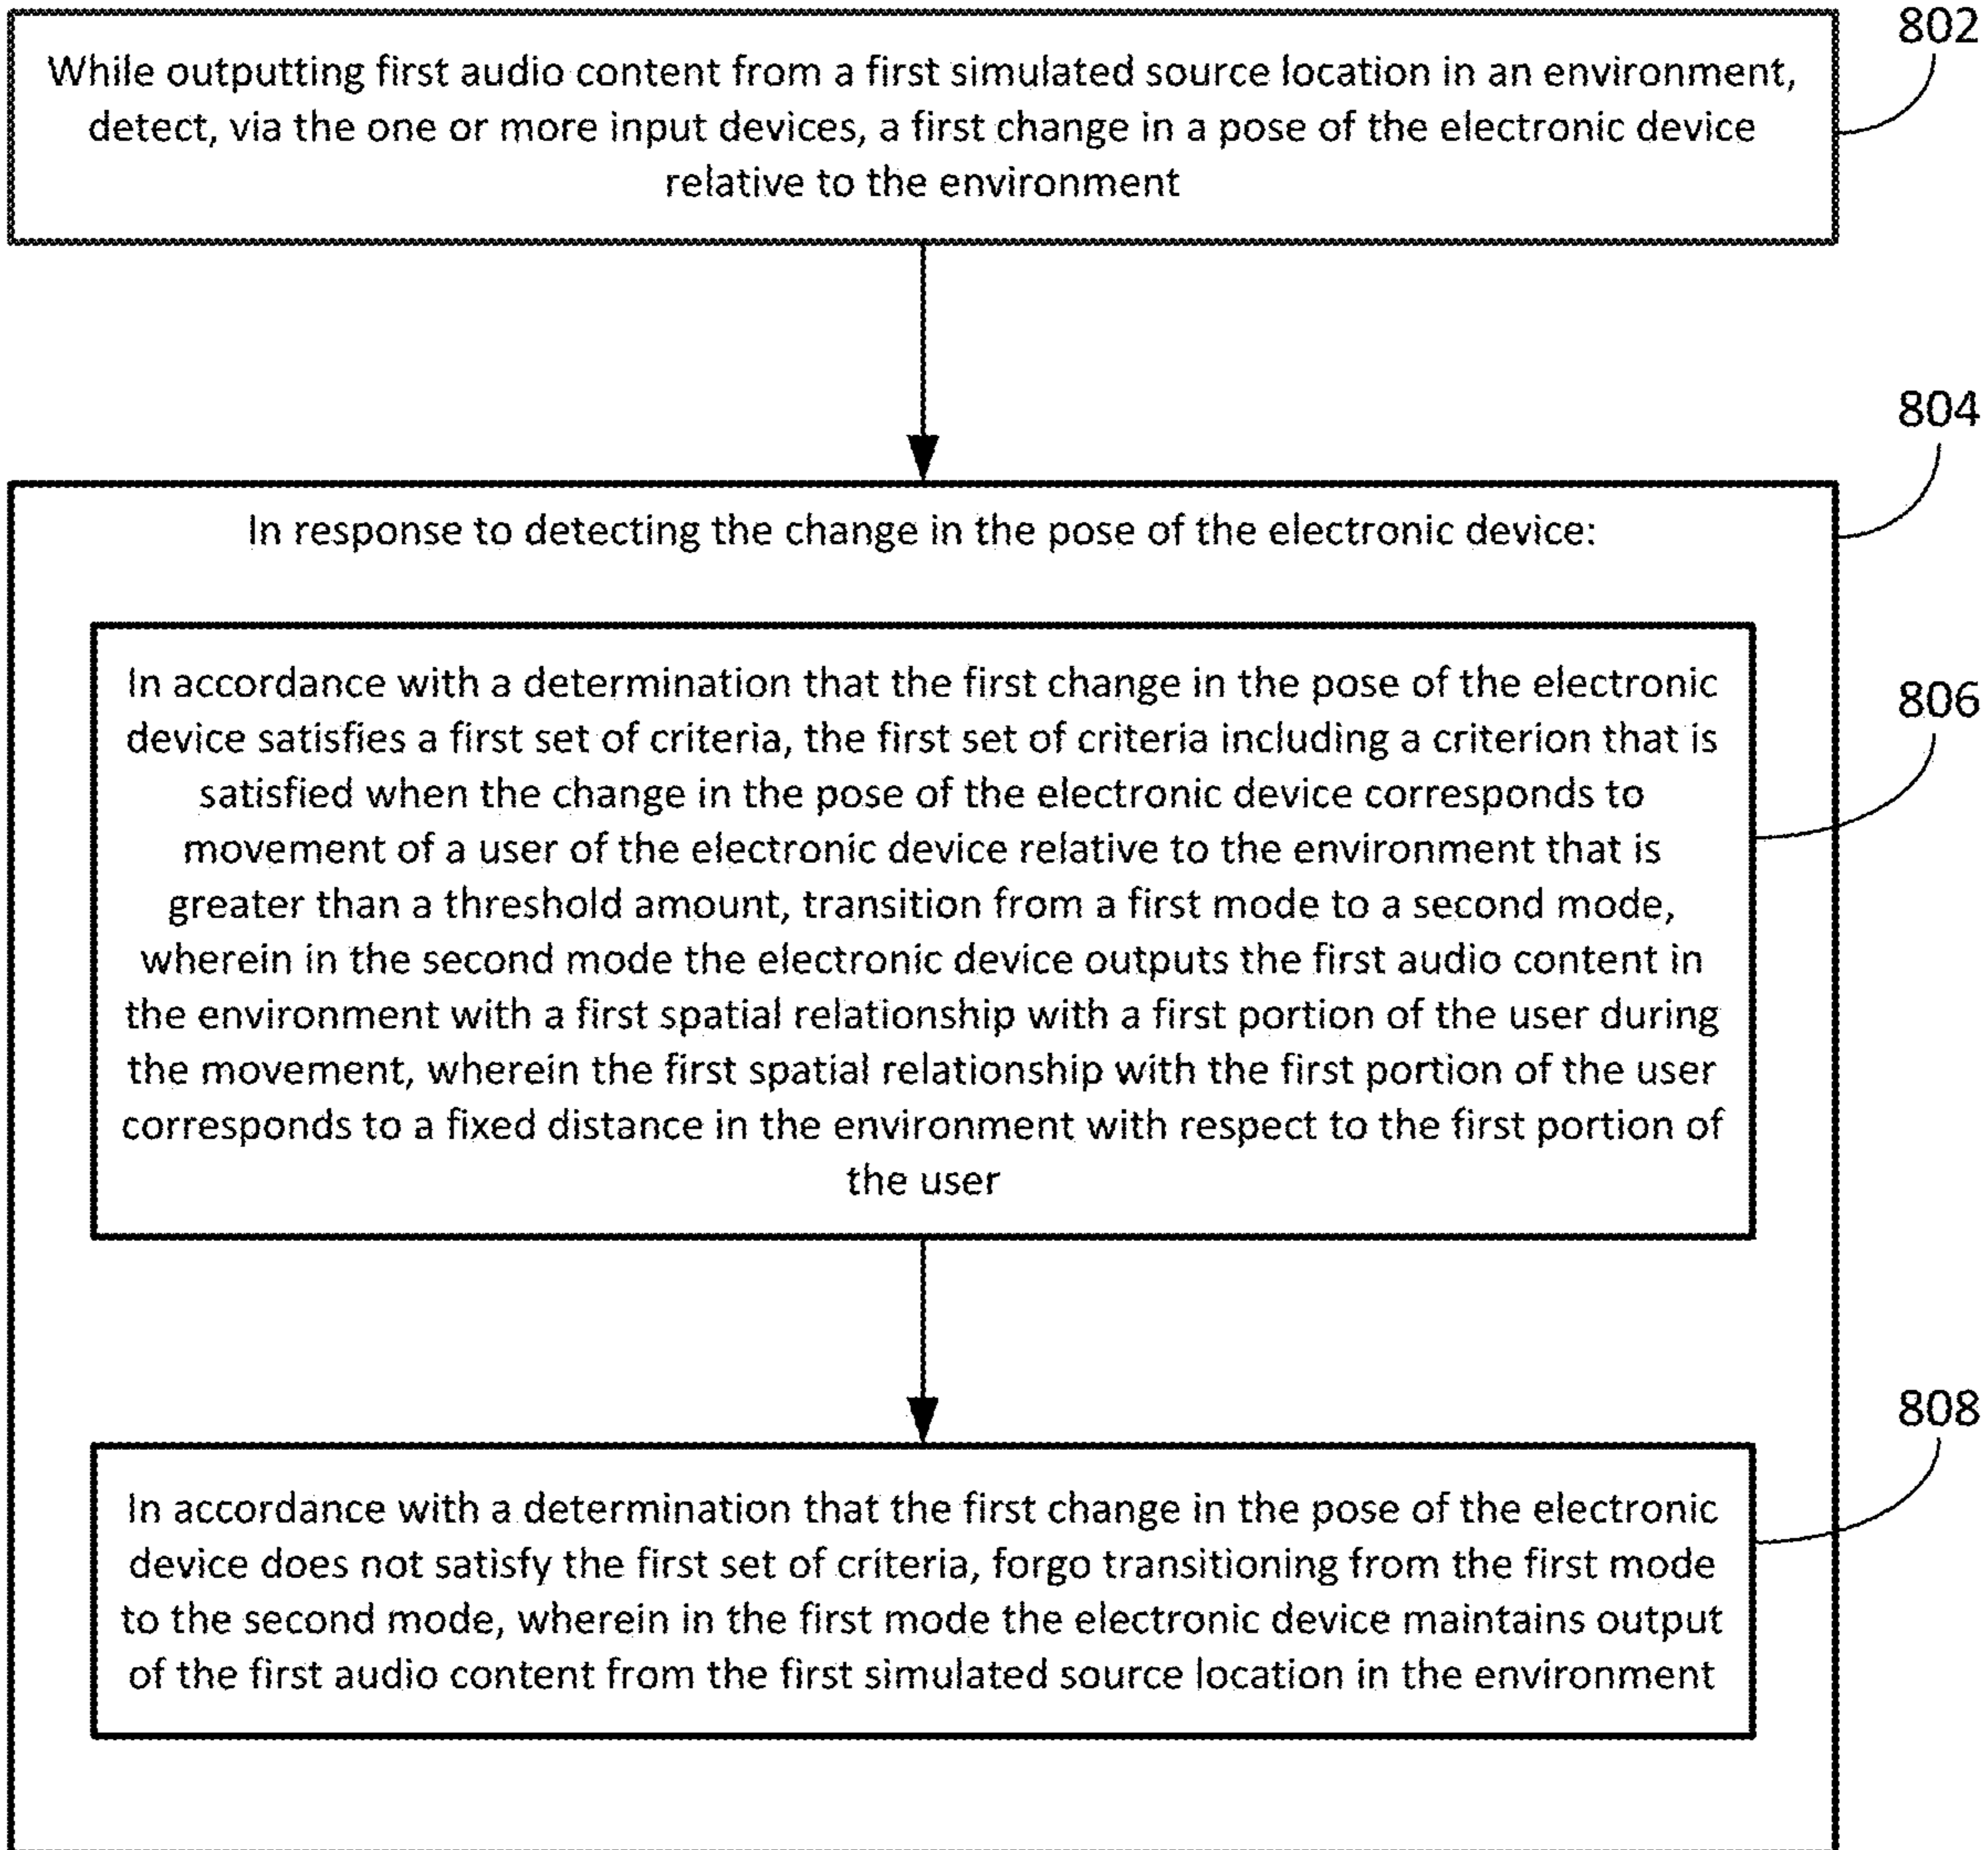 802
While outputting first audio content from a first simulated source location in an environment,
detect, via the one or more input devices, a first change in a pose of the electronic device
relative to the environment
804
In response to detecting the change in the pose of the electronic device:
806
In accordance with a determination that the first change in the pose of the electronic
device satisfies a first set of criteria, the first set of criteria including a criterion that is
satisfied when the change in the pose of the electronic device corresponds to
movement of a user of the electronic device relative to the environment that is
greater than a threshold amount, transition from a first mode to a second mode,
wherein in the second mode the electronic device outputs the first audio content in
the environment with a first spatial relationship with a first portion of the user during
the movement, wherein the first spatial relationship with the first portion of the user
corresponds to a fixed distance in the environment with respect to the first portion of
the user
808
In accordance with a determination that the first change in the pose of the electronic
device does not satisfy the first set of criteria, forgo transitioning from the first mode
to the second mode, wherein in the first mode the electronic device maintains output
of the first audio content from the first simulated source location in the environment